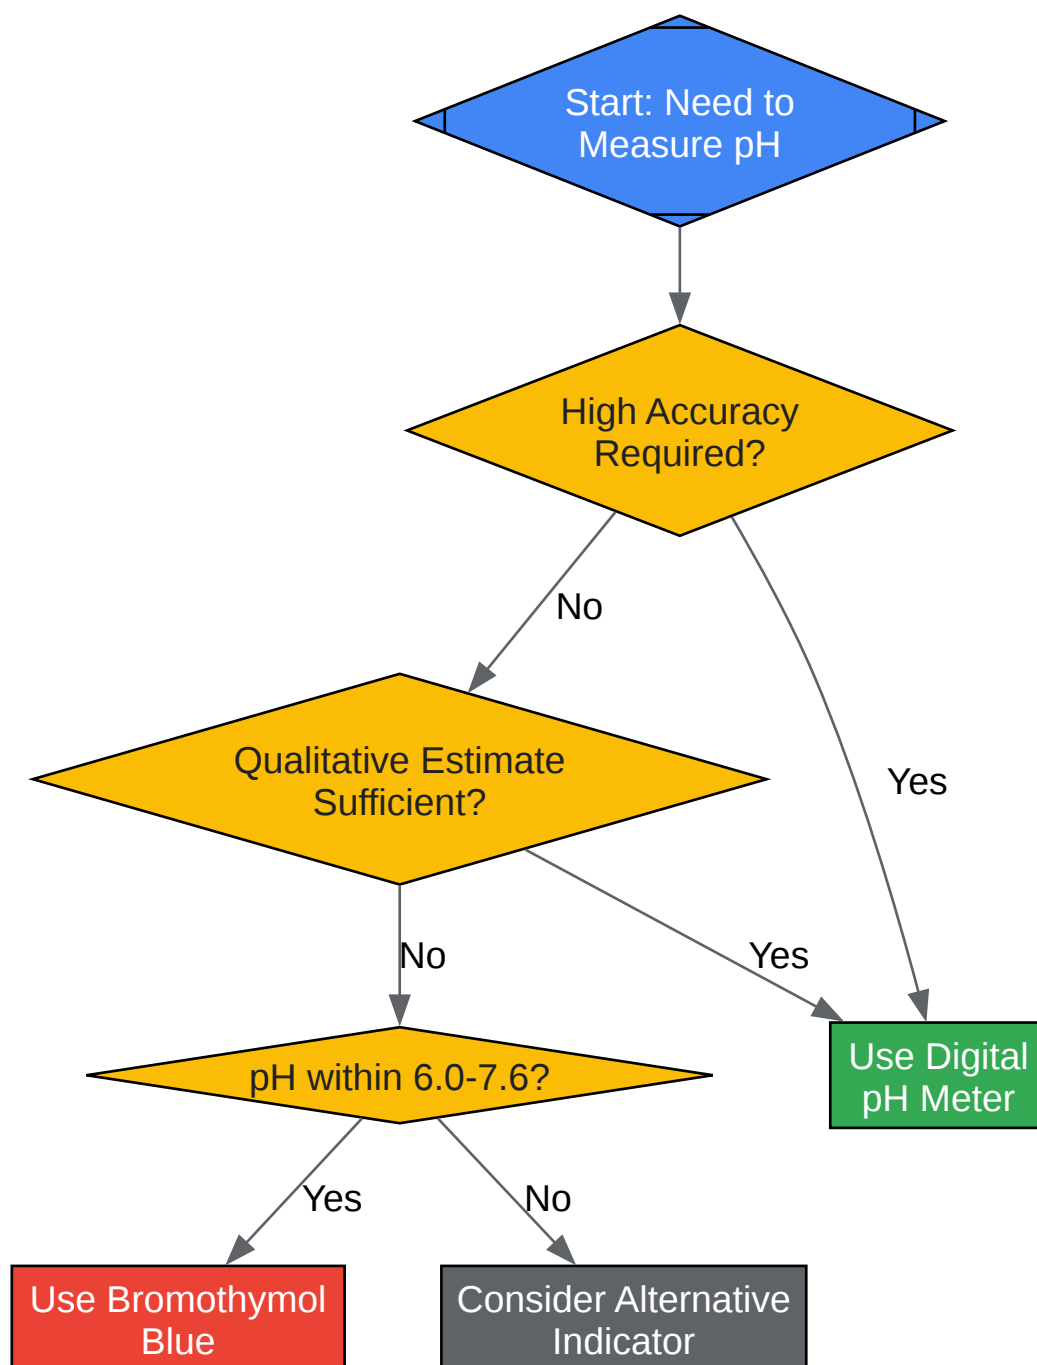 Start: Need to
Measure pH
High Accuracy
Required?
No
Qualitative Estimate
Sufficient?
Yes
No
Yes
pH within 6.0-7.6?
Use Digital
pH Meter
Yes
No
Use Bromothymol
Blue
Consider Alternative
Indicator